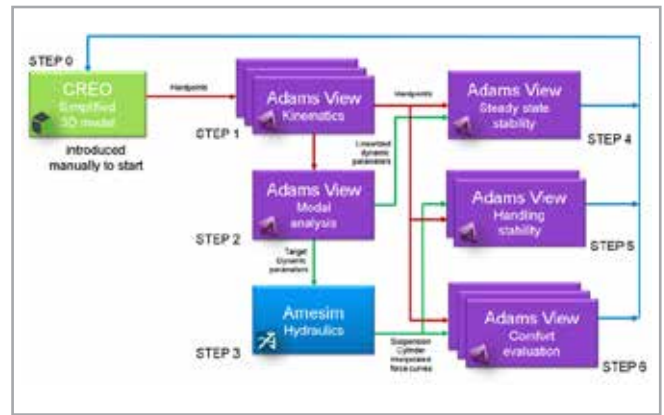 STEP 0
CREO
Simplified
3D model
introduced
manually to start
Hardpoints
Adams View
Kinematics
STEP 1
Hardpoints
Linearized
dynamic
parameters
Adams View
Modal
analysis
STEP 2
Target
Dynamic
parameters
Amesim
Hydraulics
STEP 3
Suspension
Cylinder
Interpolated
force curves
Adams View
Steady state
stability
STEP 4
Adams View
Handling
stability
STEP 5
Adams View
Comfort
evaluation
STEP 6